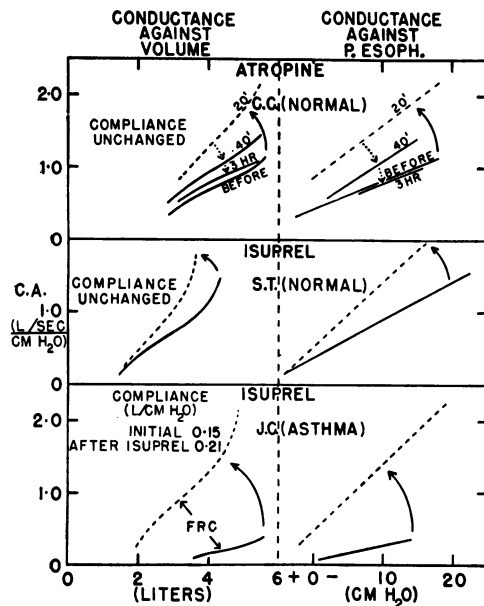 CONDUCTANCE
AGAINST
VOLUME
CONDUCTANCE
AGAINST
P. ESOPH.
ATROPINE
2.0
1.0
0
COMPLIANCE
UNCHANGED
20'
40'
3 HR
BEFORE
C.C. (NORMAL)
20'
40'
BEFORE
3 HR
ISUPREL
C.A.
(L/SEC
CM H₂O)
1.0
0
COMPLIANCE
UNCHANGED
S.T. (NORMAL)
ISUPREL
COMPLIANCE
(L/CM H₂O)
INITIAL 0.15
AFTER ISUPREL 0.21
J.C. (ASTHMA)
2.0
1.0
0
FRC
0 2 4 6 + 0 - 10 20
(LITERS) (CM H₂O)